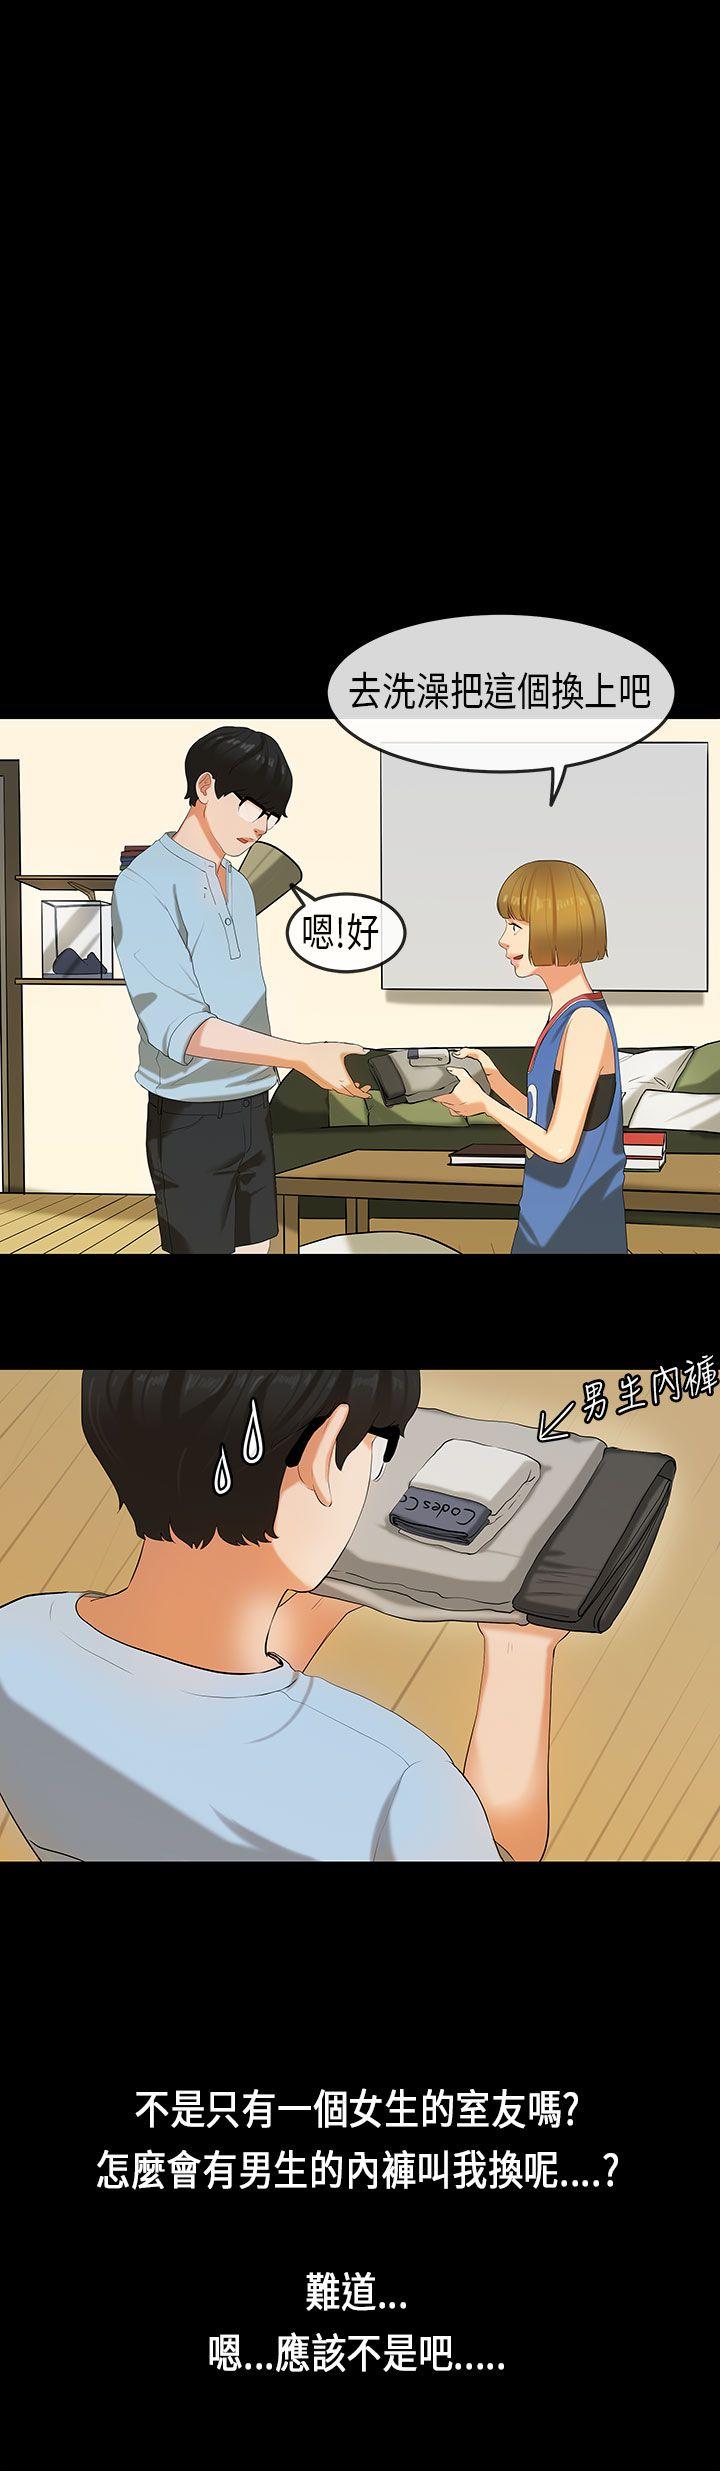 去洗澡把這個換上吧
嗯!好
男生內褲
Codes Co
不是只有一個女生的室友嗎?
怎麼會有男生的內褲叫我換呢....?
難道...
嗯...應該不是吧.....